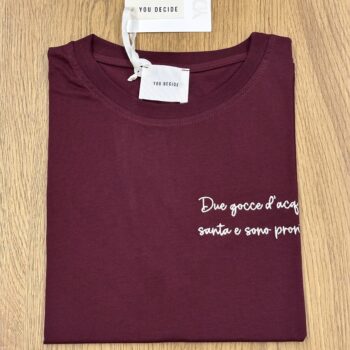 YOU DECIDE
YOU DECIDE
Due gocce d'acq
santa e sono pron